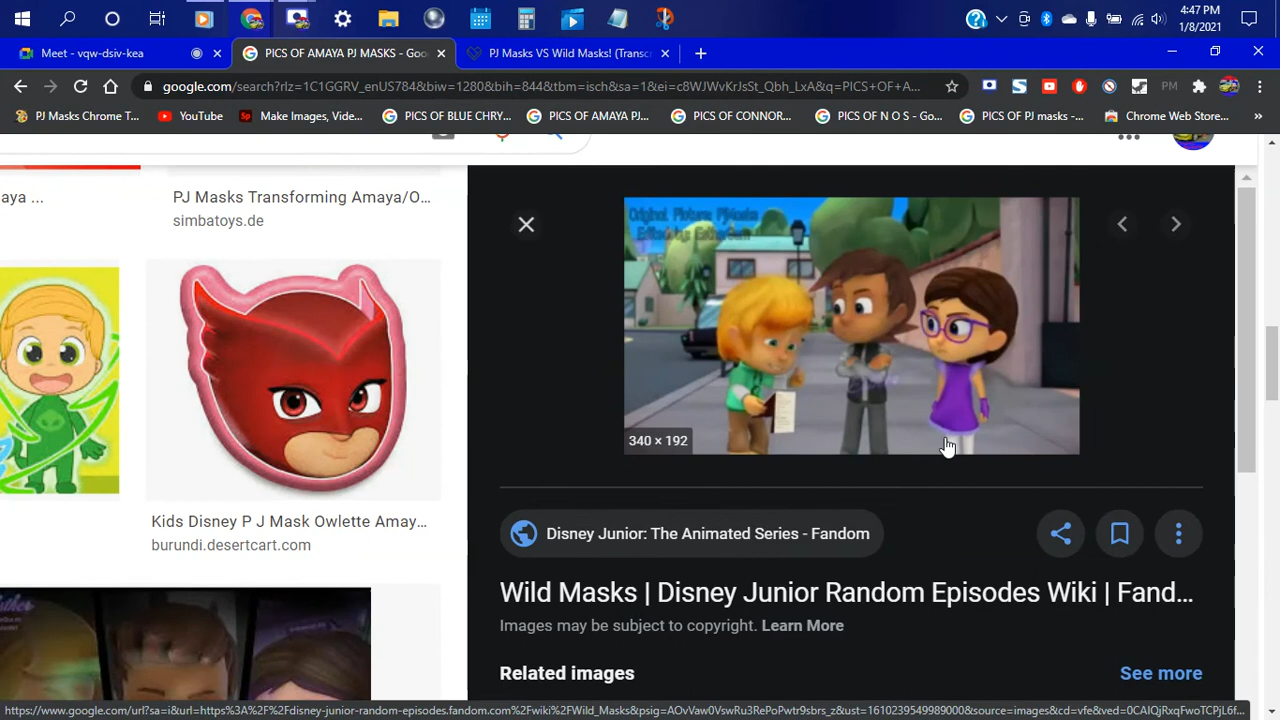 4:47 PM
1/8/2021
Meet - vqw-dsiv-kea
PICS OF AMAYA PJ MASKS - Goo
PJ Masks VS Wild Masks! (Transc
google.com/search?rlz=1C1GGRV_enUS784&biw=1280&bih=844&tbm=isch&sa=1&ei=c8WJWvKrJsSt_Qbh_LxA&q=PICS+OF+A...
PM
PJ Masks Chrome T...
YouTube
Sp Make Images, Vide...
PICS OF BLUE CHRY...
PICS OF AMAYA PJ...
PICS OF CONNOR...
PICS OF N O S - Go...
PICS OF PJ masks -...
Chrome Web Store...
»
aya ...
PJ Masks Transforming Amaya/O...
simbatoys.de
Original Picture: PjMasks
340 × 192
Kids Disney P J Mask Owlette Amay...
burundi.desertcart.com
Disney Junior: The Animated Series - Fandom
Wild Masks | Disney Junior Random Episodes Wiki | Fand...
Images may be subject to copyright. Learn More
Related images
See more
https://www.google.com/url?sa=i&url=https%3A%2F%2Fdisney-junior-random-episodes.fandom.com%2Fwiki%2FWild_Masks&psig=AOvVaw0VswRu3RePoPwtr9sbrs_z&ust=1610239549989000&source=images&cd=vfe&ved=0CAIQjRxqFwoTCPjL6f...